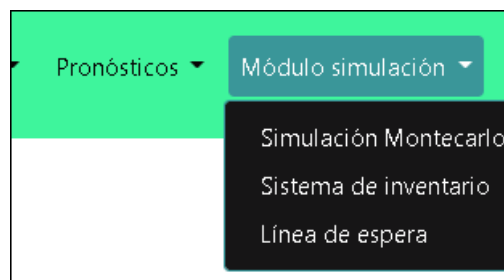 Pronósticos
Módulo simulación
Simulación Montecarlo
Sistema de inventario
Línea de espera